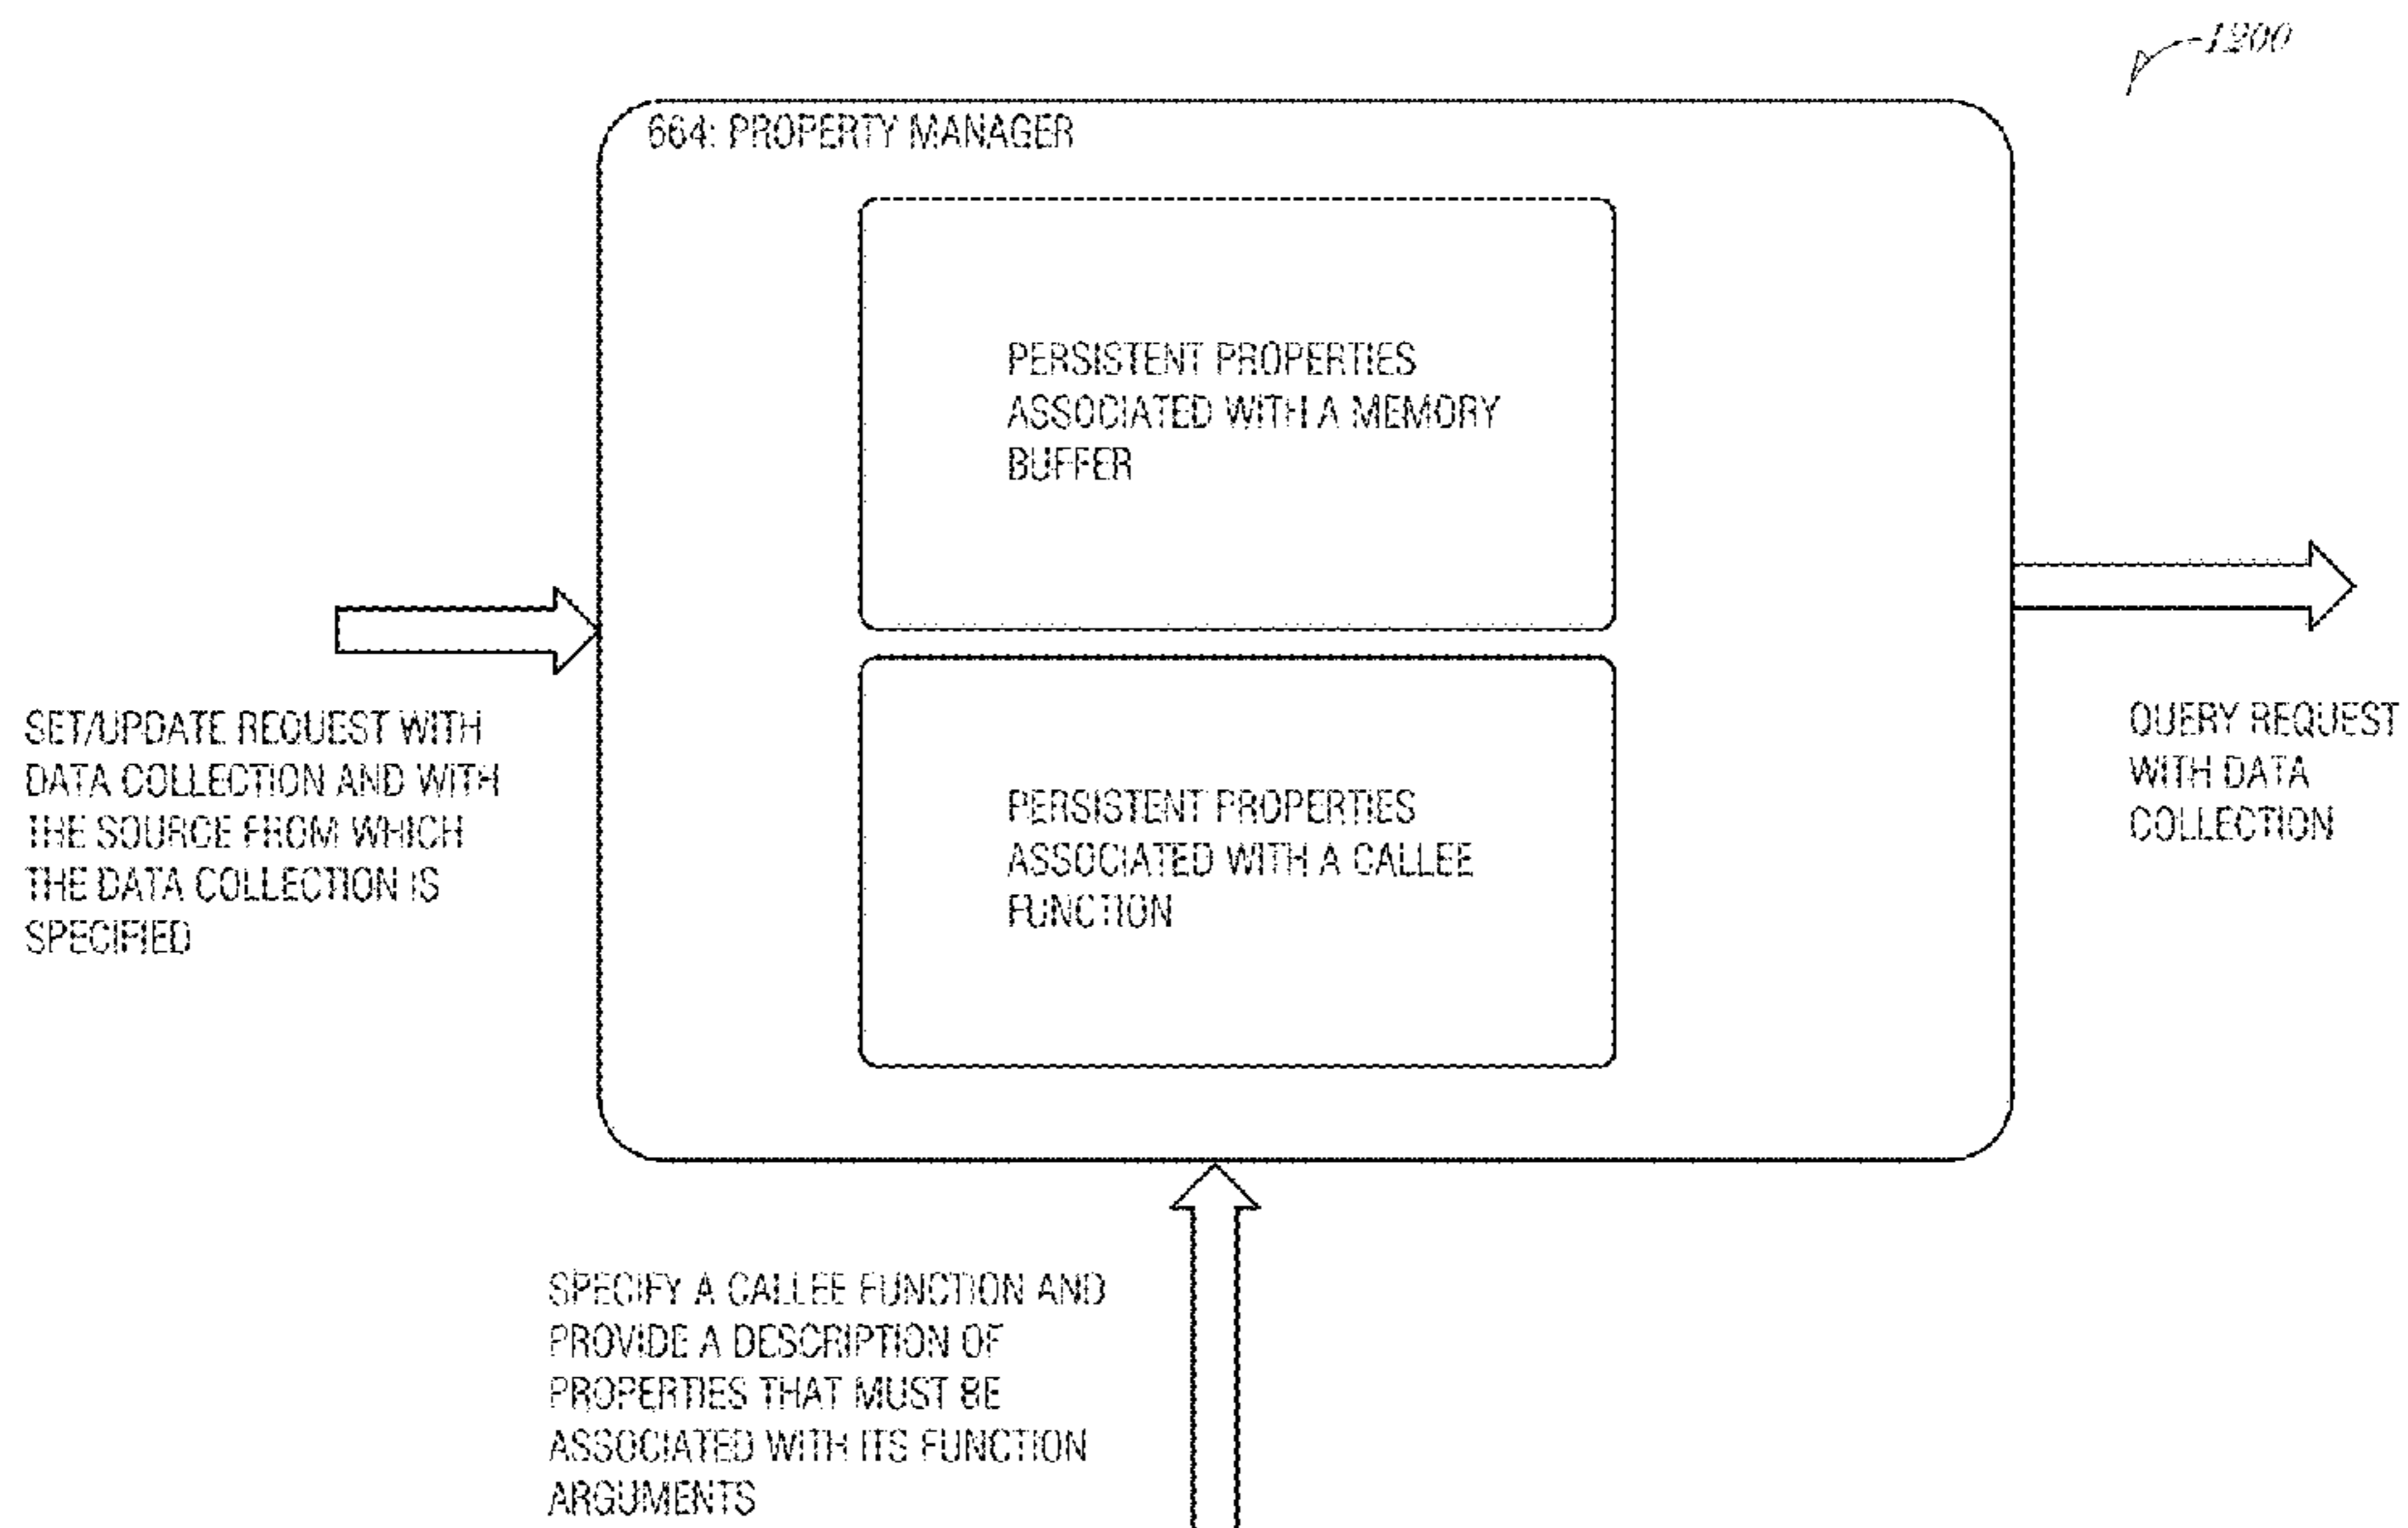 1200
664: PROPERTY MANAGER
PERSISTENT PROPERTIES
ASSOCIATED WITH A MEMORY
BUFFER
SET/UPDATE REQUEST WITH
DATA COLLECTION AND WITH
THE SOURCE FROM WHICH
THE DATA COLLECTION IS
SPECIFIED
QUERY REQUEST
WITH DATA
COLLECTION
PERSISTENT PROPERTIES
ASSOCIATED WITH A CALLEE
FUNCTION
SPECIFY A CALLEE FUNCTION AND
PROVIDE A DESCRIPTION OF
PROPERTIES THAT MUST BE
ASSOCIATED WITH ITS FUNCTION
ARGUMENTS